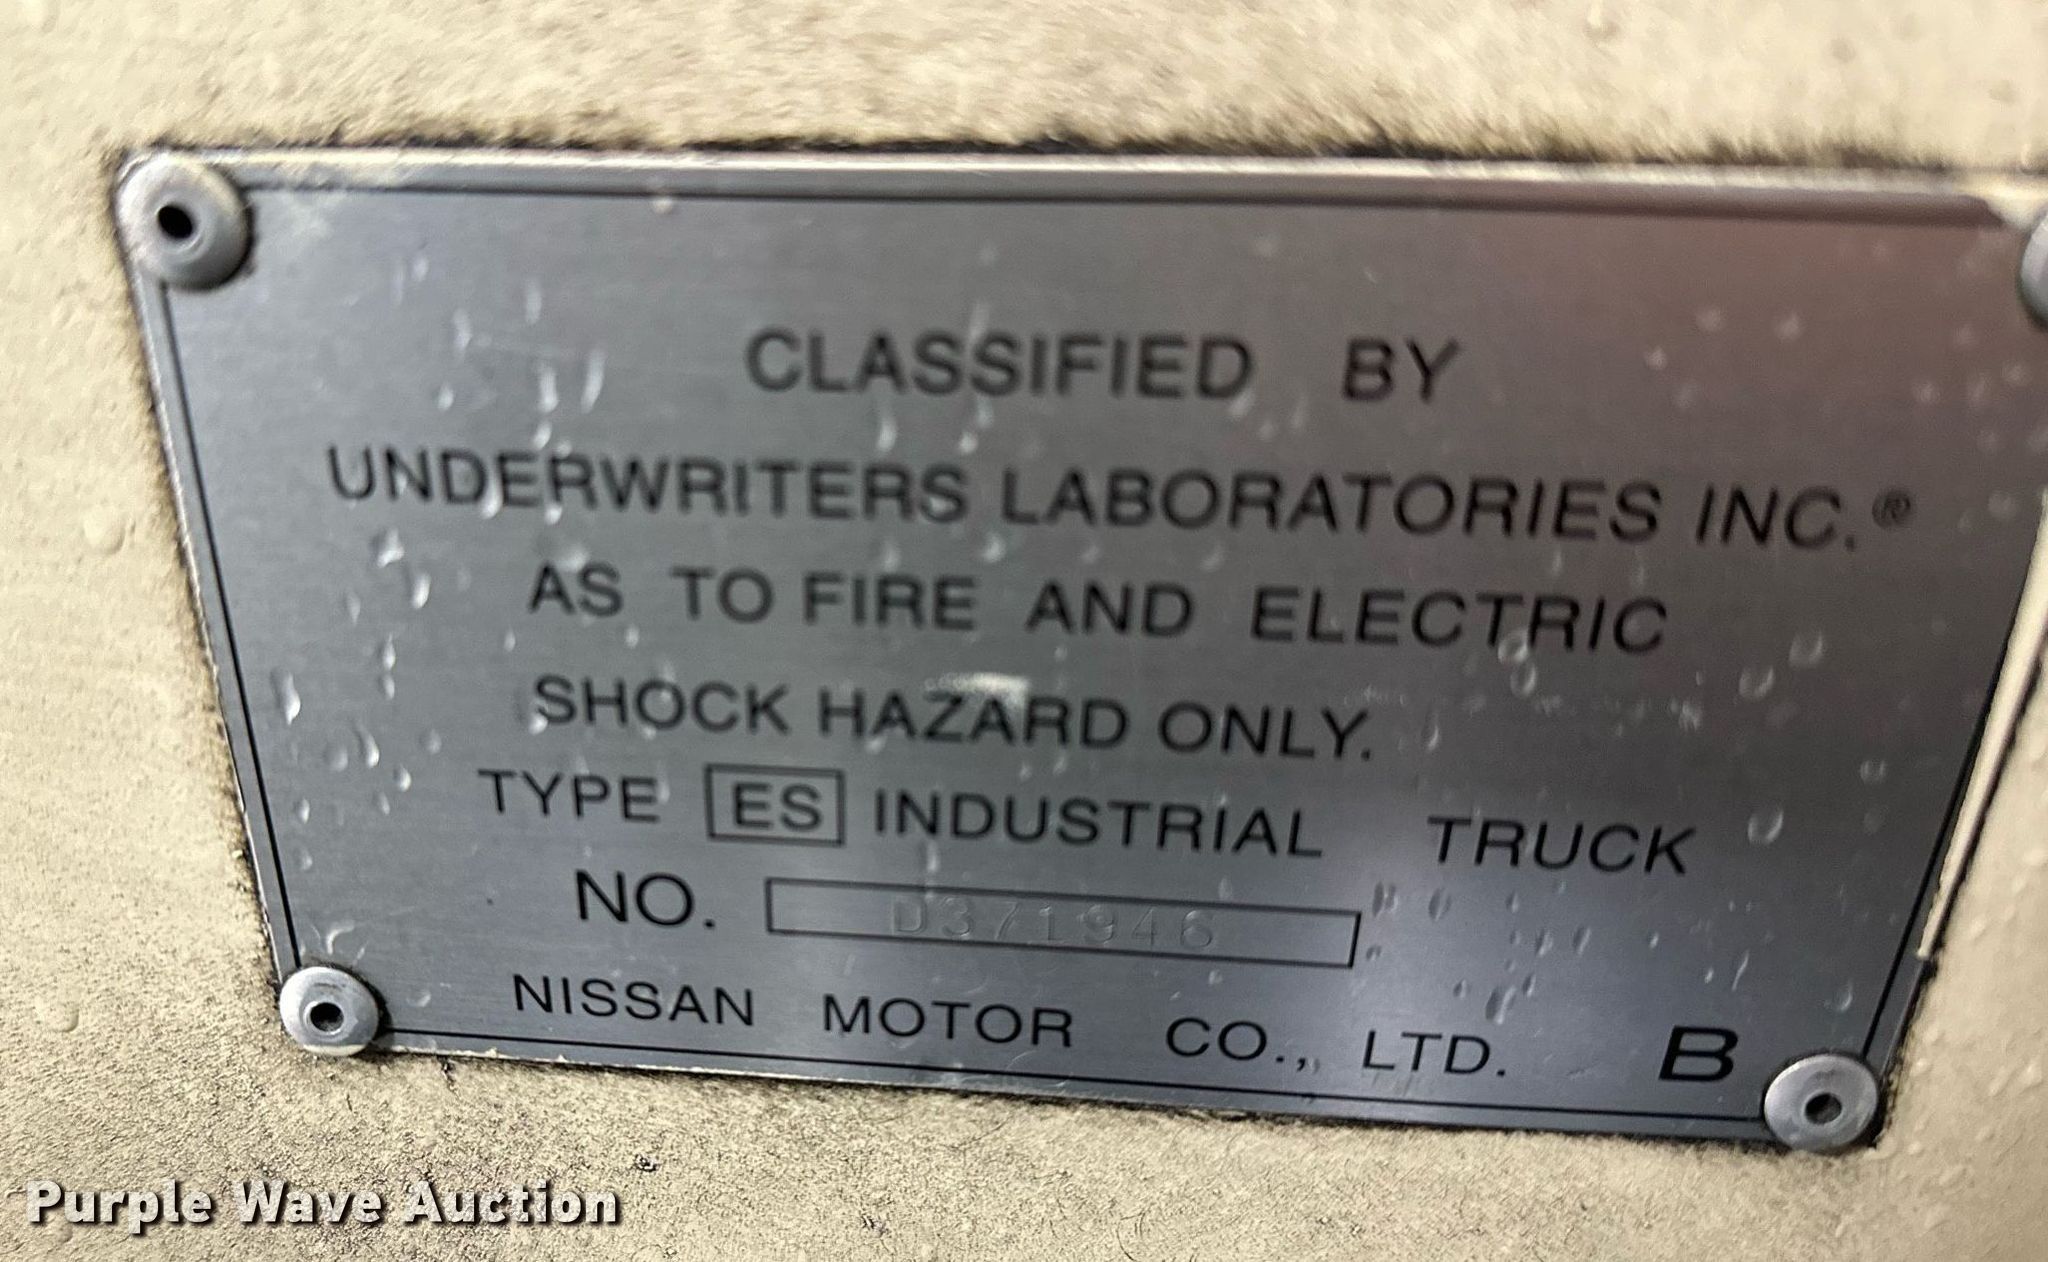 CLASSIFIED BY
UNDERWRITERS LABORATORIES INC.®
AS TO FIRE AND ELECTRIC
SHOCK HAZARD ONLY.
TYPE ES INDUSTRIAL TRUCK
NO. D371946
NISSAN MOTOR CO., LTD. B
Purple Wave Auction